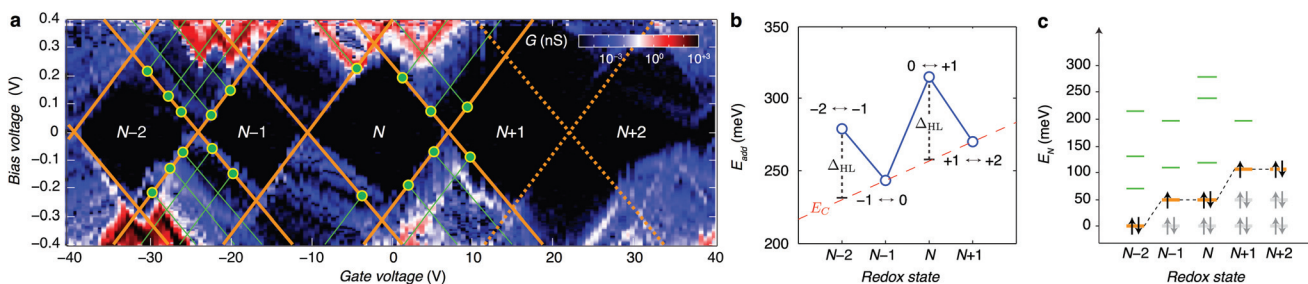 a
G (nS)
10⁻³ 10⁰ 10⁺³
Bias voltage (V)
0.4
0.3
0.2
0.1
0
−0.1
−0.2
−0.3
−0.4
N−2 N−1 N N+1 N+2
−40 −30 −20 −10 0 10 20 30 40
Gate voltage (V)
b
E_add (meV)
350
300
250
200
0 ↔ +1
−2 ↔ −1
Δ_HL
Δ_HL
+1 ↔ +2
−1 ↔ 0
E_C
N−2 N−1 N N+1
Redox state
c
E_N (meV)
300
250
200
150
100
50
0
N−2 N−1 N N+1 N+2
Redox state